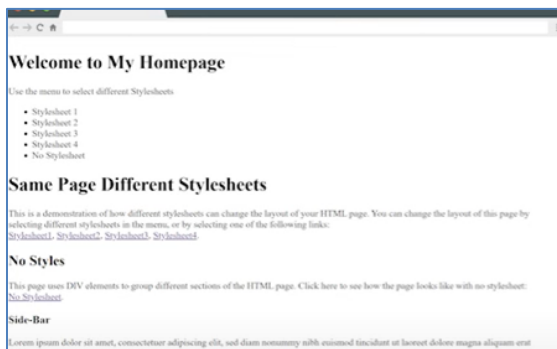 Welcome to My Homepage
Use the menu to select different Stylesheets
Stylesheet 1
Stylesheet 2
Stylesheet 3
Stylesheet 4
No Stylesheet
Same Page Different Stylesheets
This is a demonstration of how different stylesheets can change the layout of your HTML page. You can change the layout of this page by
selecting different stylesheets in the menu, or by selecting one of the following links:
Stylesheet1, Stylesheet2, Stylesheet3, Stylesheet4.
No Styles
This page uses DIV elements to group different sections of the HTML page. Click here to see how the page looks like with no stylesheet:
No Stylesheet.
Side-Bar
Lorem ipsum dolor sit amet, consectetuer adipiscing elit, sed diam nonummy nibh euismod tincidunt ut laoreet dolore magna aliquam erat